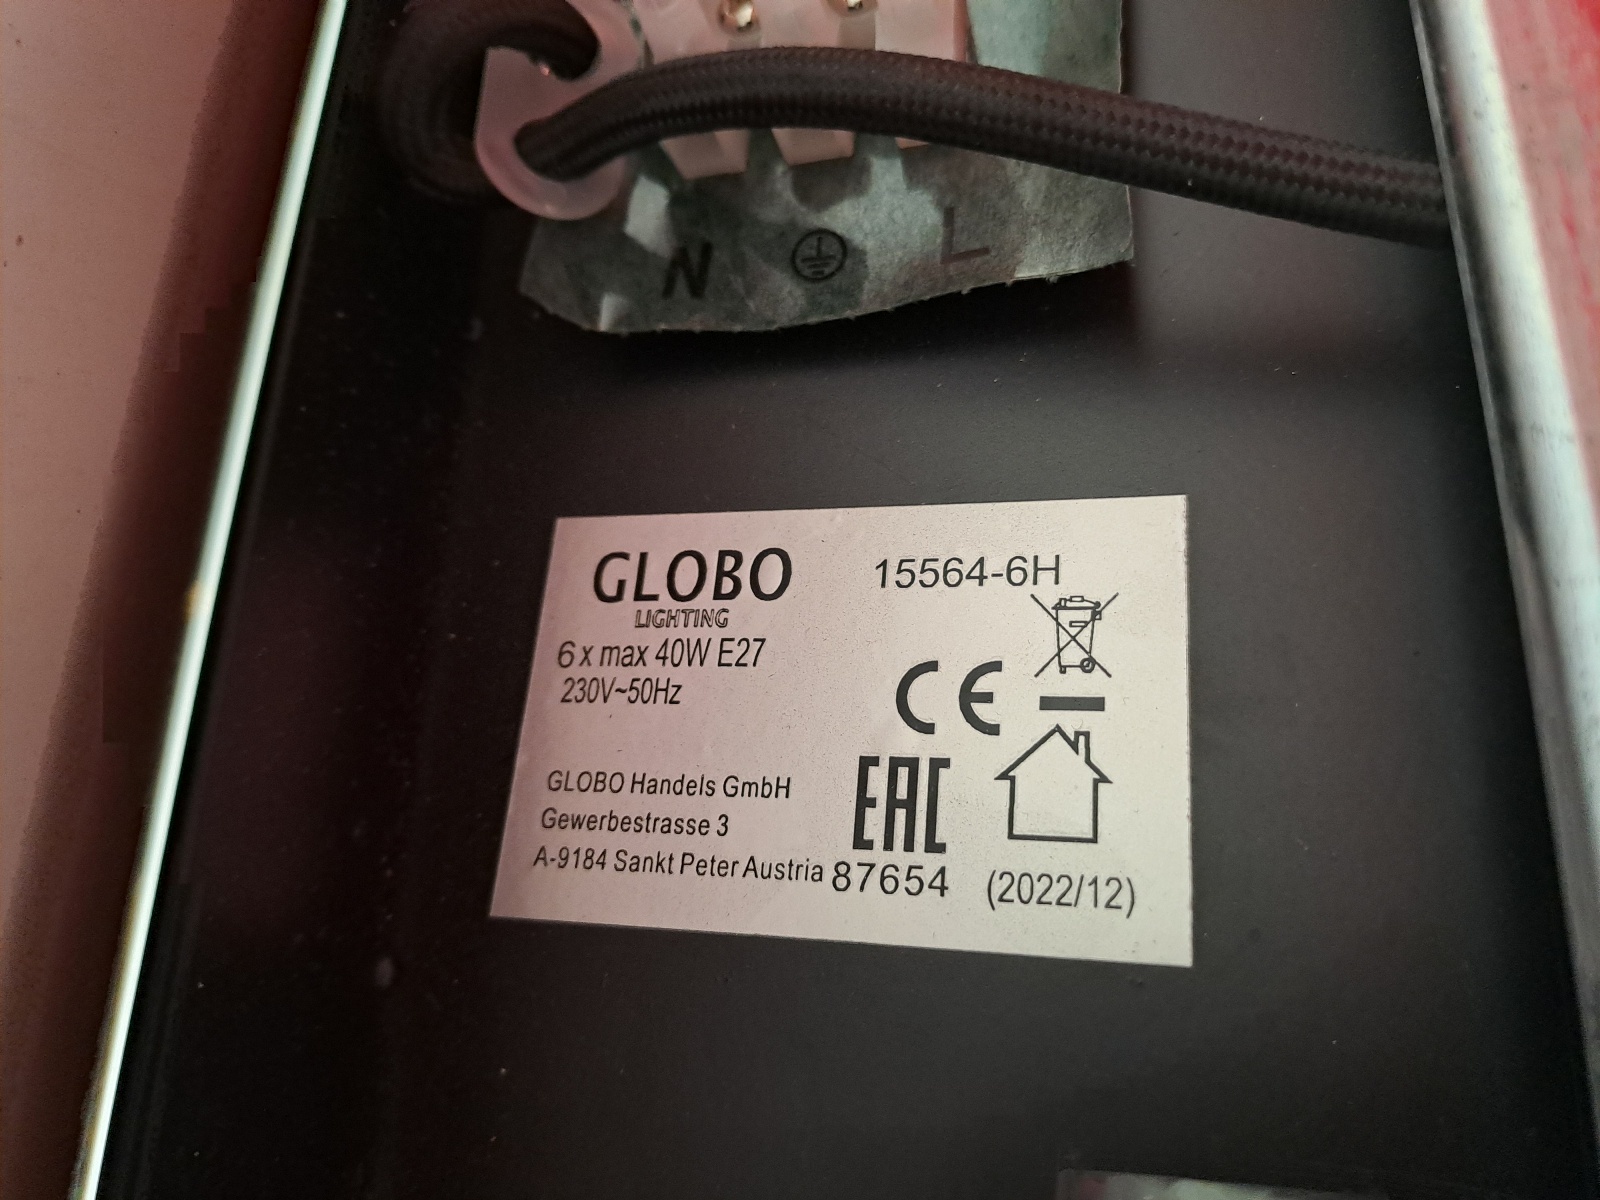 N L
GLOBO
LIGHTING
15564-6H
6 x max 40W E27
230V~50Hz
CE
EAC
GLOBO Handels GmbH
Gewerbestrasse 3
A-9184 Sankt Peter Austria
87654
(2022/12)